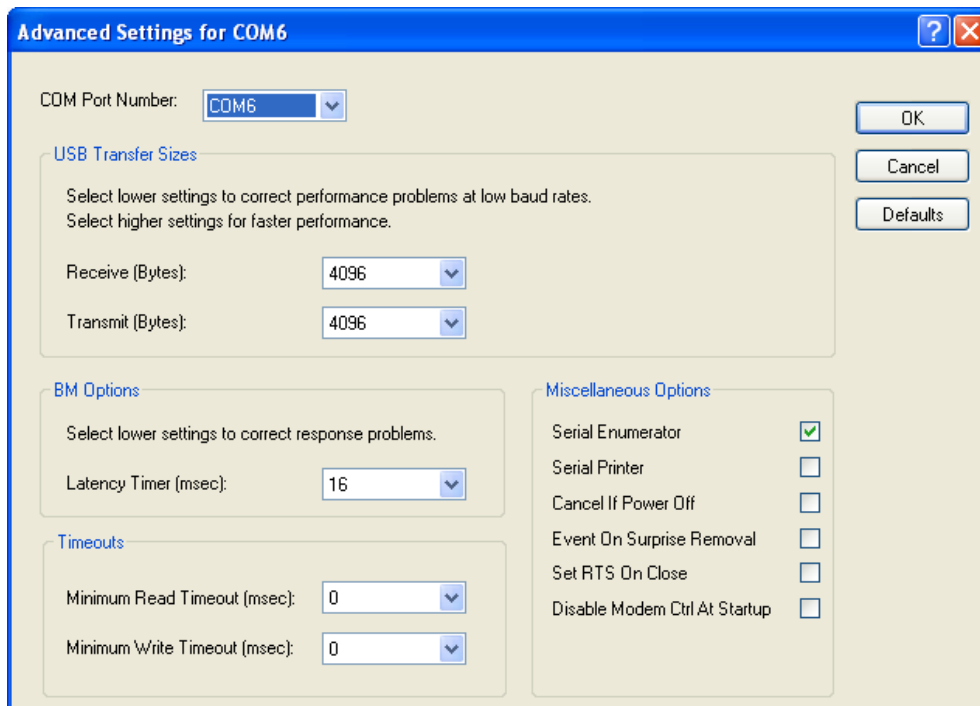 Advanced Settings for COM6
COM Port Number: COM6
OK
Cancel
Defaults
USB Transfer Sizes
Select lower settings to correct performance problems at low baud rates.
Select higher settings for faster performance.
Receive (Bytes): 4096
Transmit (Bytes): 4096
BM Options
Select lower settings to correct response problems.
Latency Timer (msec): 16
Timeouts
Minimum Read Timeout (msec): 0
Minimum Write Timeout (msec): 0
Miscellaneous Options
Serial Enumerator
Serial Printer
Cancel If Power Off
Event On Surprise Removal
Set RTS On Close
Disable Modem Ctrl At Startup